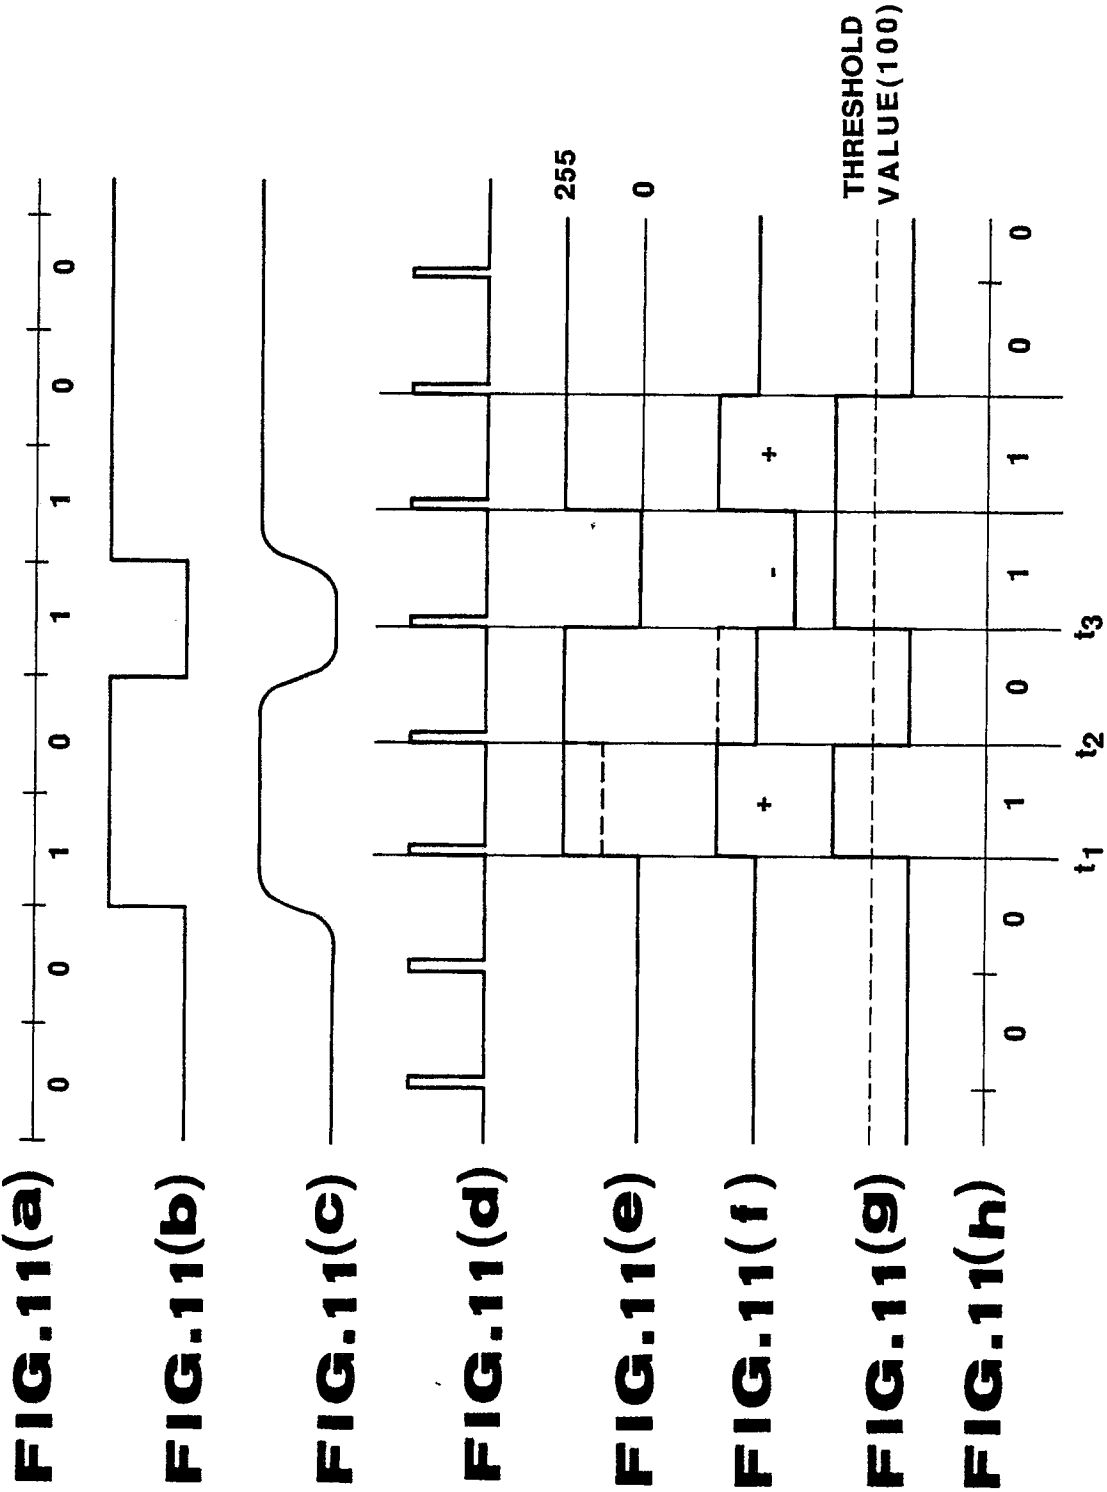 FIG.11(a)
0 0 1 0 1 1 0 0
FIG.11(b)
FIG.11(c)
FIG.11(d)
FIG.11(e)
255
0
FIG.11(f)
+ - +
FIG.11(g)
THRESHOLD
VALUE(100)
FIG.11(h)
0 0 1 0 1 1 0 0
t1 t2 t3